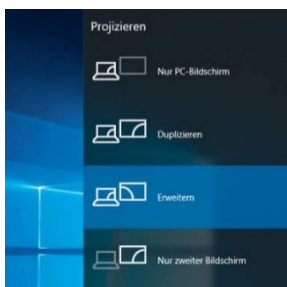 Projizieren
Nur PC-Bildschirm
Duplizieren
Erweitern
Nur zweiter Bildschirm